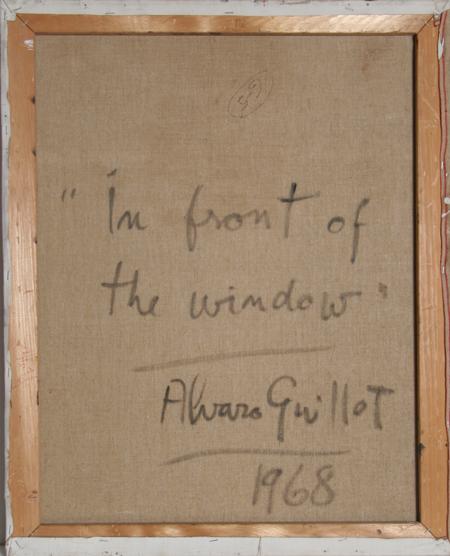 "In front of
the window"
Alvaro Guillot
1968